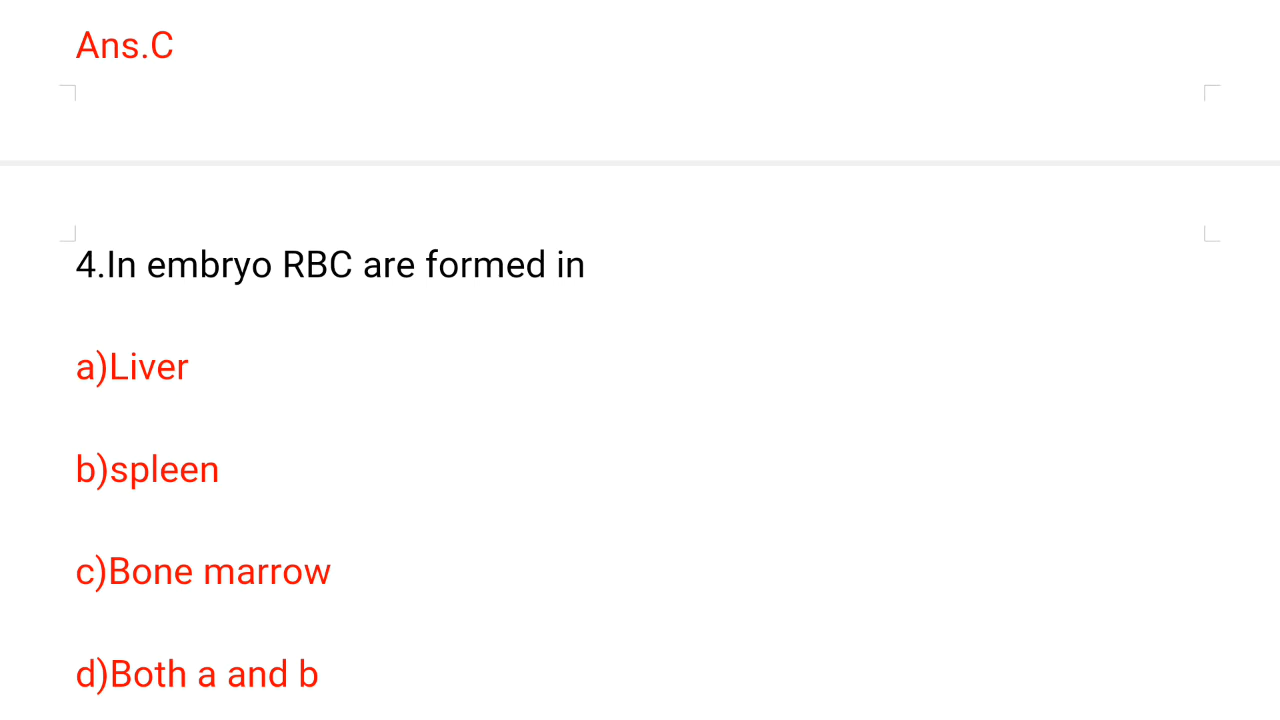 Ans.C
4.In embryo RBC are formed in
a)Liver
b)spleen
c)Bone marrow
d)Both a and b